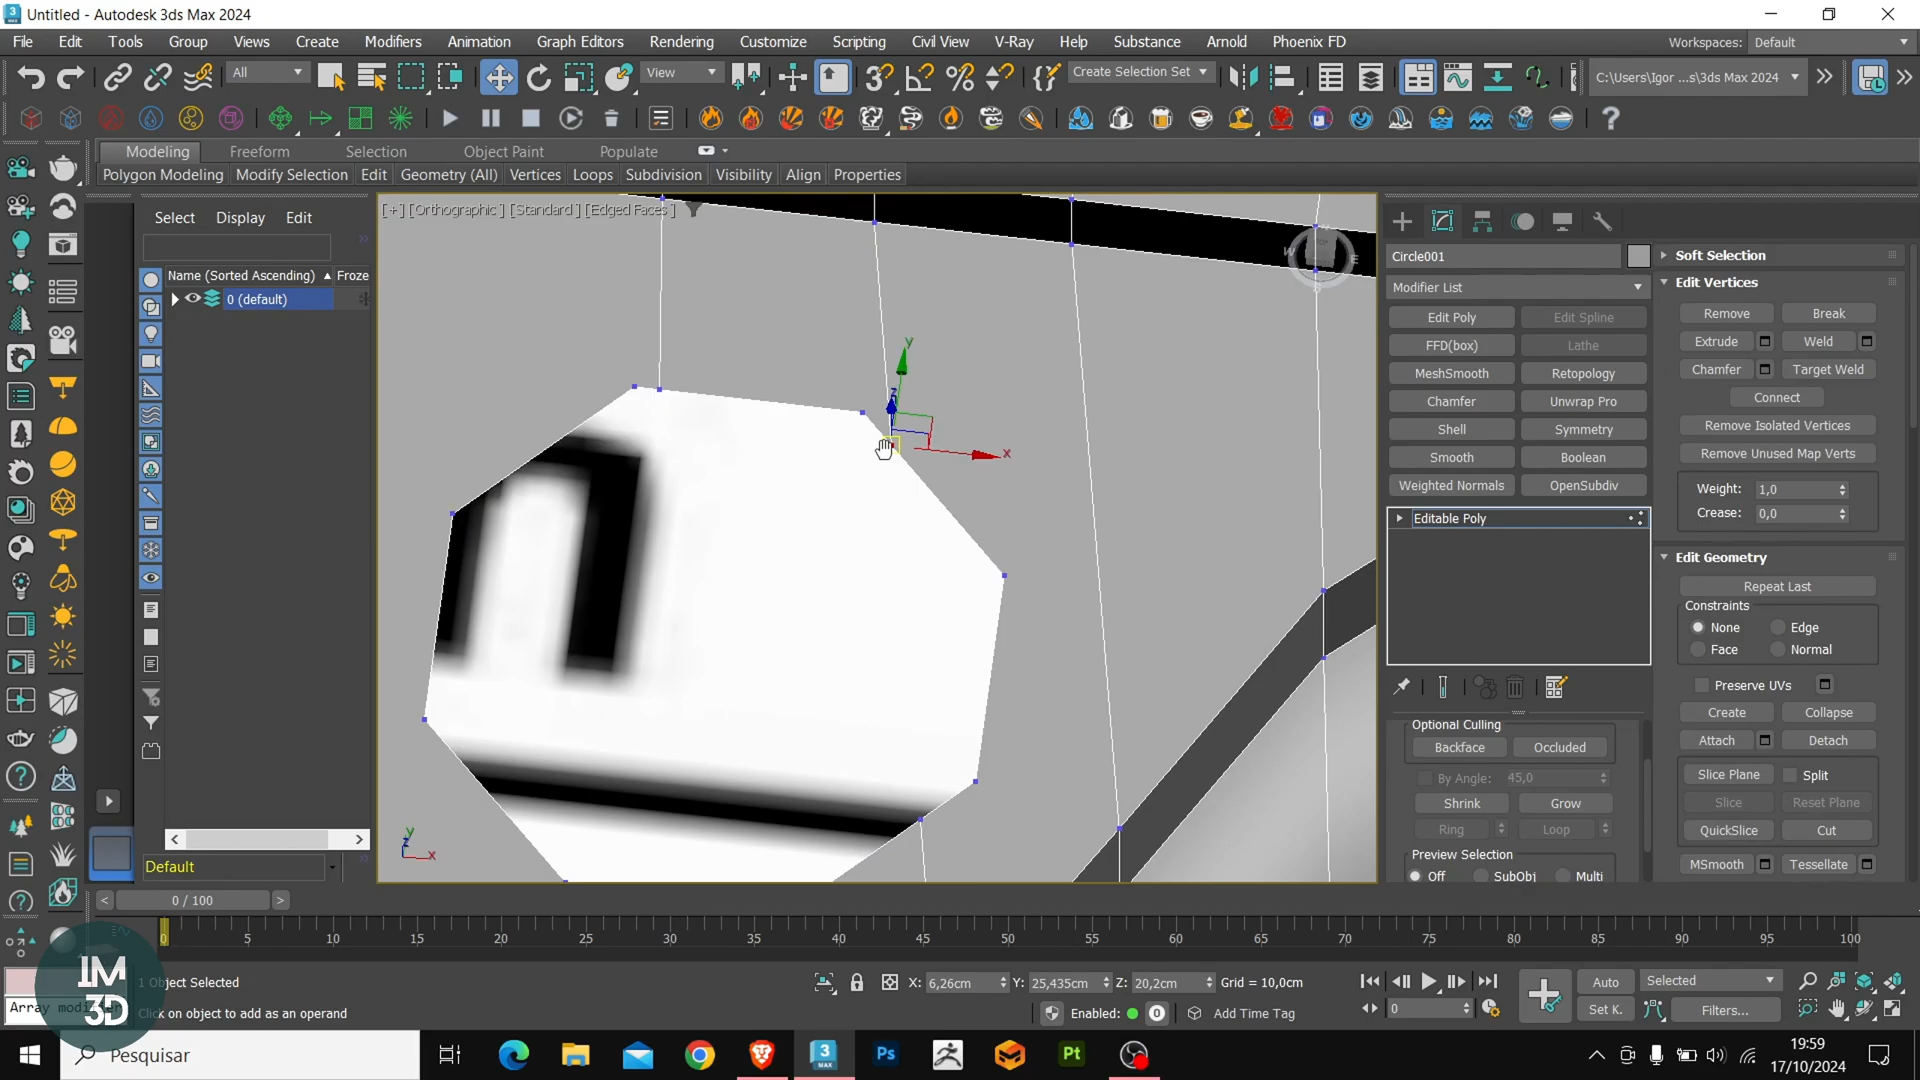 Untitled - Autodesk 3ds Max 2024
File Edit Tools Group Views Create Modifiers Animation Graph Editors Rendering Customize Scripting Civil View V-Ray Help Substance Arnold Phoenix FD Workspaces: Default
All View Create Selection Set C:\Users\Igor ...s\3ds Max 2024
Modeling Freeform Selection Object Paint Populate
Polygon Modeling Modify Selection Edit Geometry (All) Vertices Loops Subdivision Visibility Align Properties
Select Display Edit
[+] [Orthographic] [Standard] [Edged Faces]
Name (Sorted Ascending) Froze
0 (default)
Default
Circle001
Modifier List
Edit Poly Edit Spline
FFD(box) Lathe
MeshSmooth Retopology
Chamfer Unwrap Pro
Shell Symmetry
Smooth Boolean
Weighted Normals OpenSubdiv
Editable Poly
Optional Culling
Backface Occluded
By Angle: 45,0
Shrink Grow
Ring Loop
Preview Selection
Off SubObj Multi
Soft Selection
Edit Vertices
Remove Break
Extrude Weld
Chamfer Target Weld
Connect
Remove Isolated Vertices
Remove Unused Map Verts
Weight: 1,0
Crease: 0,0
Edit Geometry
Repeat Last
Constraints
None Edge
Face Normal
Preserve UVs
Create Collapse
Attach Detach
Slice Plane Split
Slice Reset Plane
QuickSlice Cut
MSmooth Tessellate
y
z
x
W E
y
z
x
< 0 / 100 >
0 5 10 15 20 25 30 35 40 45 50 55 60 65 70 75 80 85 90 95 100
1 Object Selected X: 6,26cm Y: 25,435cm Z: 20,2cm Grid = 10,0cm Auto Selected
Array modi
Click on object to add as an operand Enabled: 0 Add Time Tag 0 Set K. Filters...
IM
3D
Pesquisar 3 MAX Ps Pt 19:59
17/10/2024